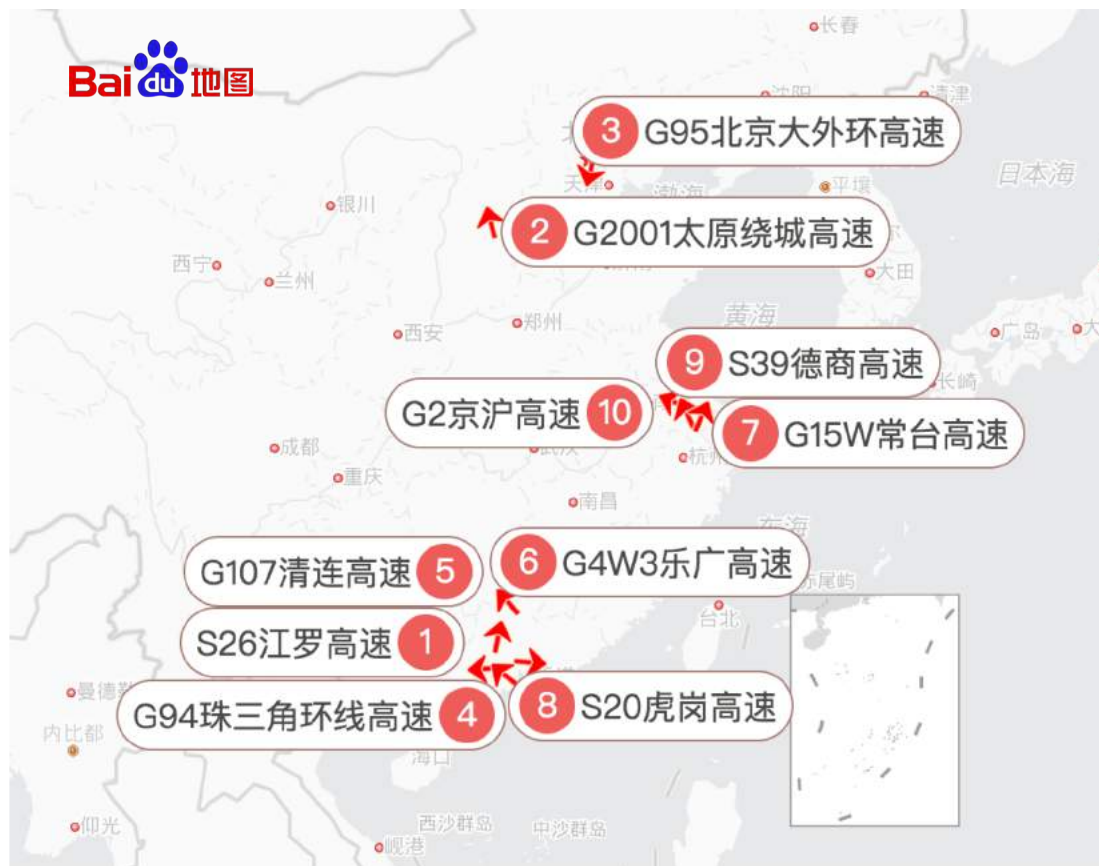 长春
Bai du 地图
沈阳
清津
3 G95北京大外环高速
天津
渤海
平壤
日本海
银川
2 G2001太原绕城高速
西宁
兰州
大田
黄海
郑州
西安
广岛
大
9 S39德商高速
长崎
G2京沪高速 10
7 G15W常台高速
成都
武汉
杭州
重庆
南昌
东海
G107清连高速 5
6 G4W3乐广高速
赤尾屿
台北
S26江罗高速 1
曼德勒
G94珠三角环线高速 4
8 S20虎岗高速
内比都
海口
仰光
西沙群岛
中沙群岛
岘港